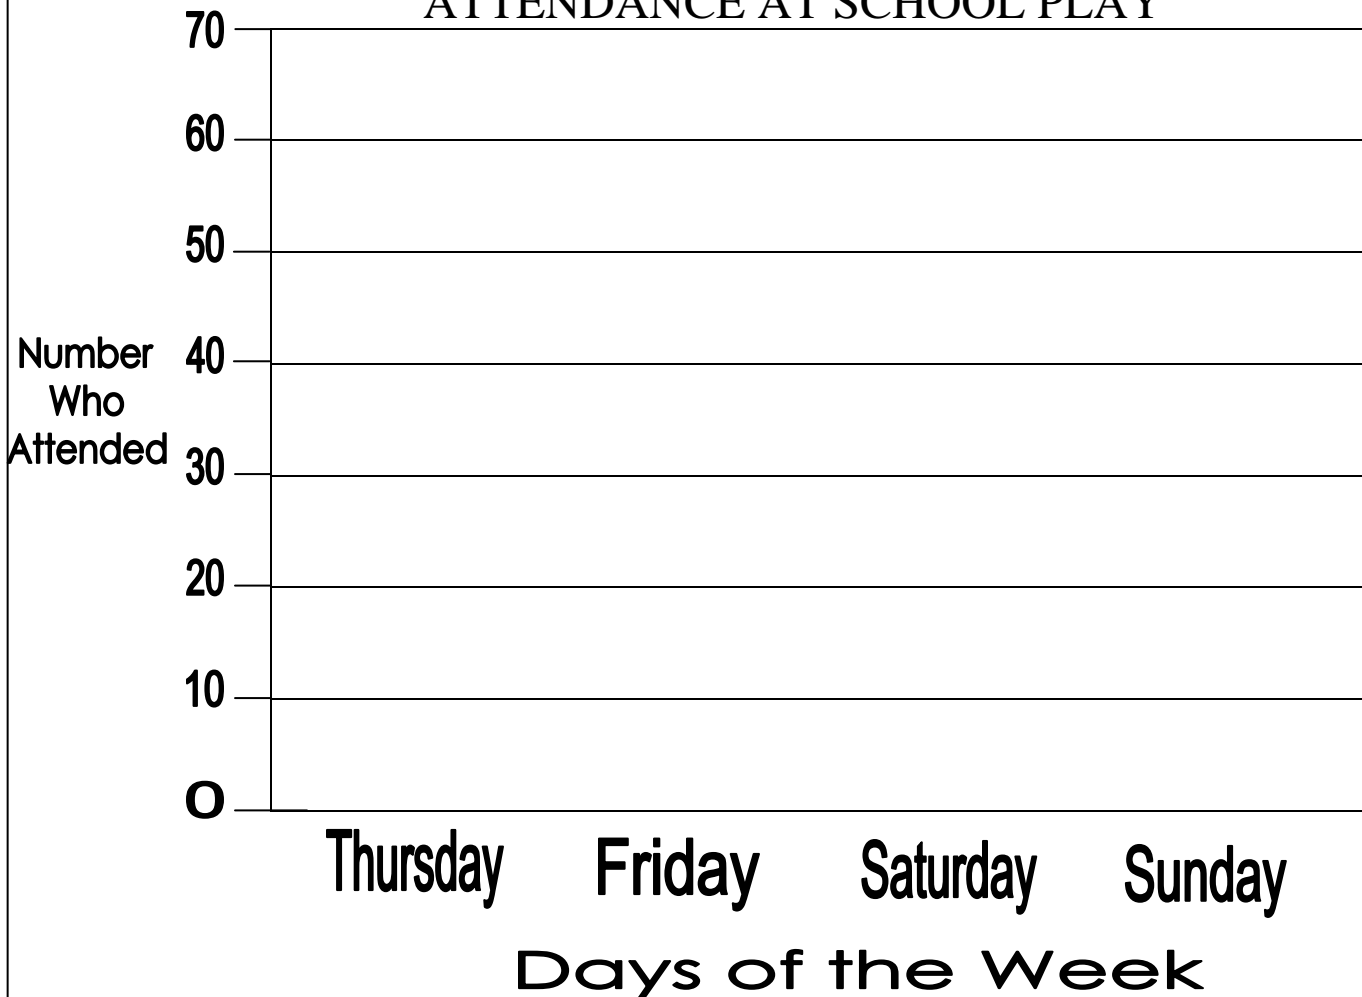 ATTENDANCE AT SCHOOL PLAY
70
60
50
40
30
20
10
0
Number
Who
Attended
Thursday Friday Saturday Sunday
Days of the Week